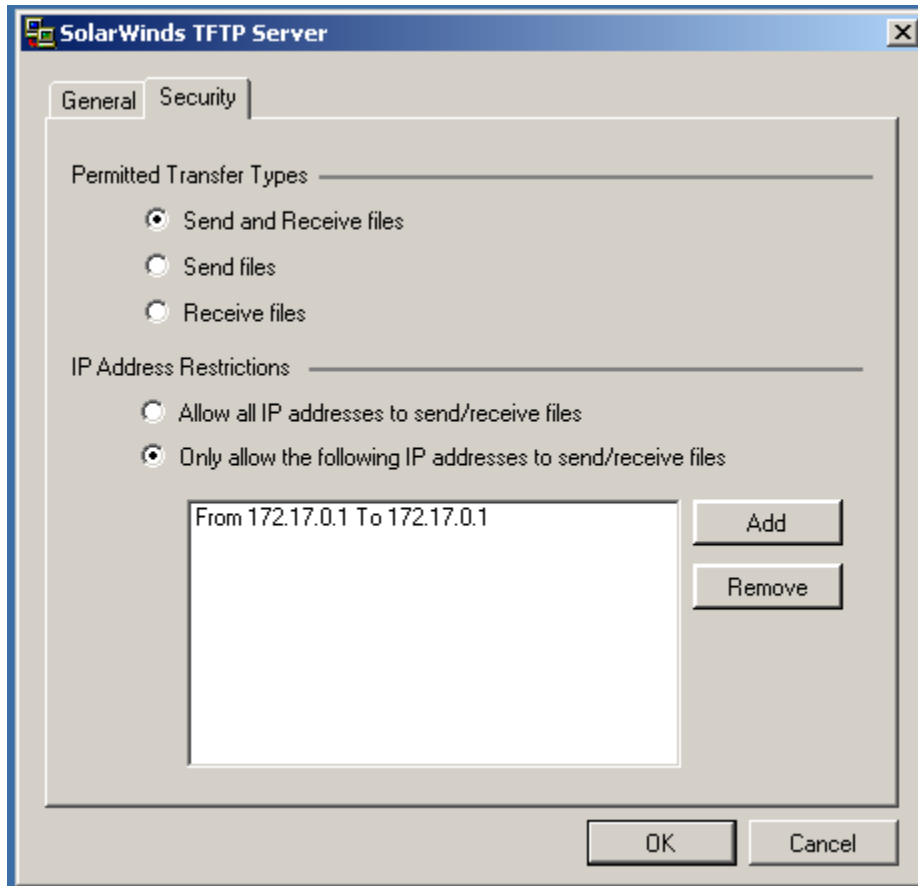 SolarWinds TFTP Server
General Security
Permitted Transfer Types
Send and Receive files
Send files
Receive files
IP Address Restrictions
Allow all IP addresses to send/receive files
Only allow the following IP addresses to send/receive files
From 172.17.0.1 To 172.17.0.1
Add
Remove
OK Cancel